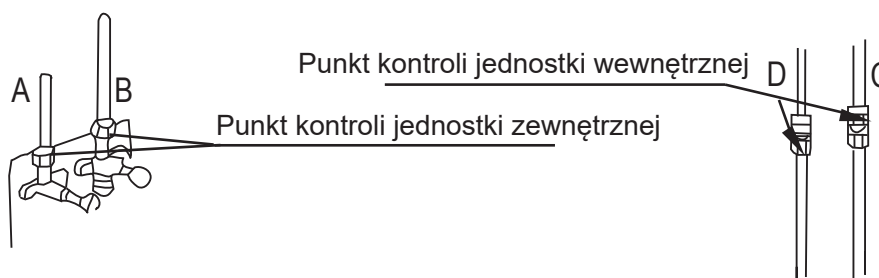 Punkt kontroli jednostki wewnętrznej D C
A B
Punkt kontroli jednostki zewnętrznej